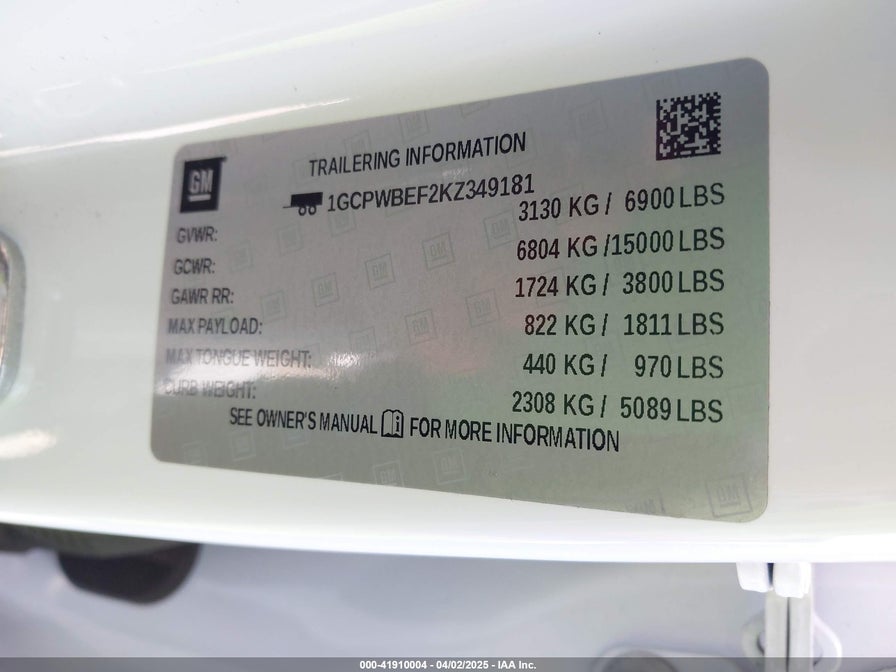 GM
TRAILERING INFORMATION
1GCPWBEF2KZ349181
GVWR: 3130 KG / 6900 LBS
GCWR: 6804 KG /15000 LBS
GAWR RR: 1724 KG / 3800 LBS
MAX PAYLOAD: 822 KG / 1811 LBS
MAX TONGUE WEIGHT: 440 KG / 970 LBS
CURB WEIGHT: 2308 KG / 5089 LBS
SEE OWNER'S MANUAL FOR MORE INFORMATION
000-41910004 - 04/02/2025 - IAA Inc.